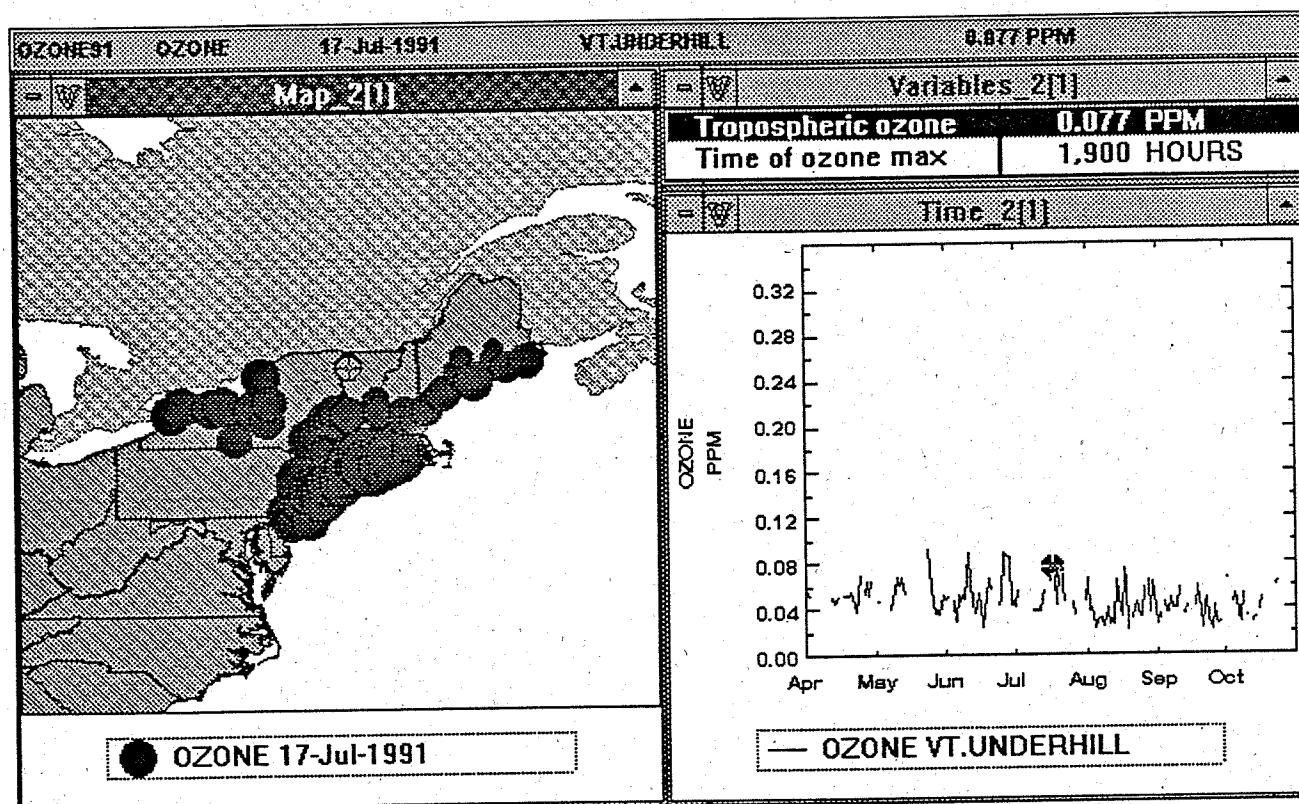 OZONE91 OZONE 17-Jul-1991 VT.UNDERHILL 0.077 PPM
Map_2[1]
Variables_2[1]
Tropospheric ozone 0.077 PPM
Time of ozone max 1,900 HOURS
Time_2[1]
0.32
0.28
0.24
0.20
0.16
0.12
0.08
0.04
0.00
OZONE
PPM
Apr May Jun Jul Aug Sep Oct
OZONE 17-Jul-1991
OZONE VT.UNDERHILL